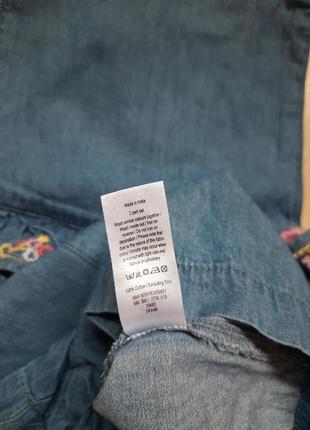 Made in India
2 part set
Wash similar colours together /
Wash inside out / Iron on
reverse / Do not iron on
decoration / Please note that
due to the nature of this fabric
colour transfer may occur when
in contact with light coloured
fabrics or upholstery
100% Cotton / Excluding Trim
DENIM